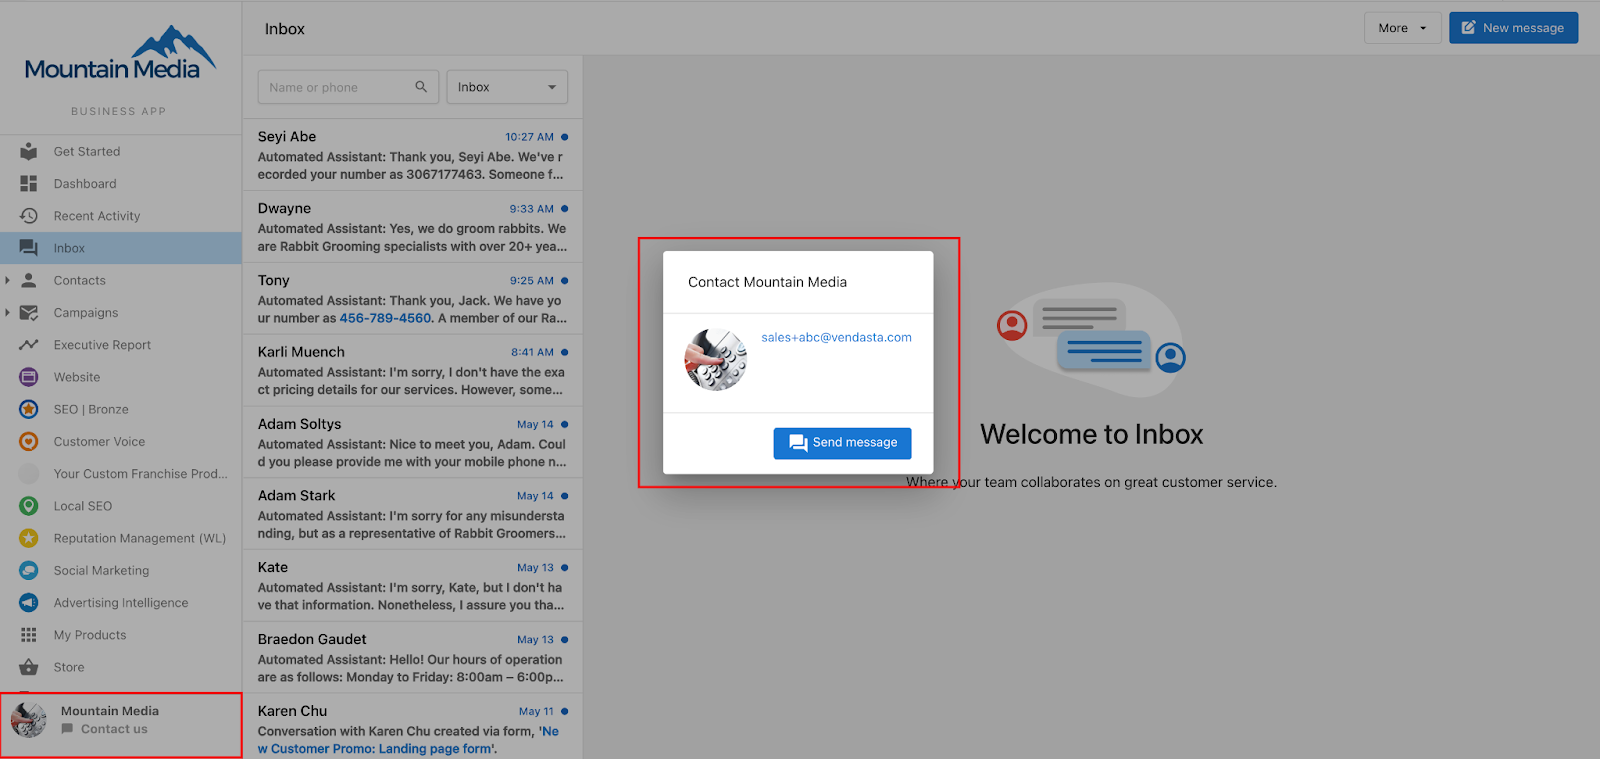 Mountain Media
BUSINESS APP
Get Started
Dashboard
Recent Activity
Inbox
Contacts
Campaigns
Executive Report
Website
SEO | Bronze
Customer Voice
Your Custom Franchise Prod...
Local SEO
Reputation Management (WL)
Social Marketing
Advertising Intelligence
My Products
Store
Mountain Media
Contact us
Inbox
More
New message
Name or phone
Inbox
Seyi Abe 10:27 AM
Automated Assistant: Thank you, Seyi Abe. We've r
ecorded your number as 3067177463. Someone f...
Dwayne 9:33 AM
Automated Assistant: Yes, we do groom rabbits. We
are Rabbit Grooming specialists with over 20+ yea...
Tony 9:25 AM
Automated Assistant: Thank you, Jack. We have yo
ur number as 456-789-4560. A member of our Ra...
Karli Muench 8:41 AM
Automated Assistant: I'm sorry, I don't have the exa
ct pricing details for our services. However, some...
Adam Soltys May 14
Automated Assistant: Nice to meet you, Adam. Coul
d you please provide me with your mobile phone n...
Adam Stark May 14
Automated Assistant: I'm sorry for any misundersta
nding, but as a representative of Rabbit Groomers...
Kate May 13
Automated Assistant: I'm sorry, Kate, but I don't ha
ve that information. Nonetheless, I assure you tha...
Braedon Gaudet May 13
Automated Assistant: Hello! Our hours of operation
are as follows: Monday to Friday: 8:00am – 6:00p...
Karen Chu May 11
Conversation with Karen Chu created via form, 'Ne
w Customer Promo: Landing page form'.
Contact Mountain Media
sales+abc@vendasta.com
Send message
Welcome to Inbox
Where your team collaborates on great customer service.